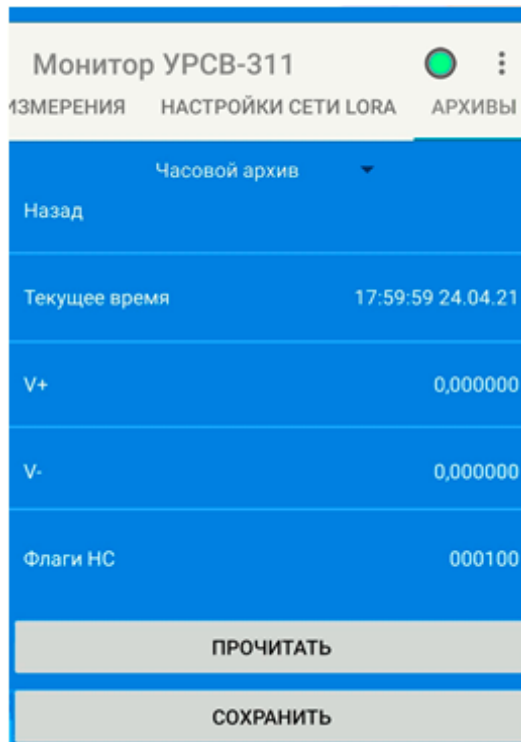 Монитор УРСВ-311
ИЗМЕРЕНИЯ НАСТРОЙКИ СЕТИ LORA АРХИВЫ
Часовой архив
Назад
Текущее время 17:59:59 24.04.21
V+ 0,000000
V- 0,000000
Флаги НС 000100
ПРОЧИТАТЬ
СОХРАНИТЬ